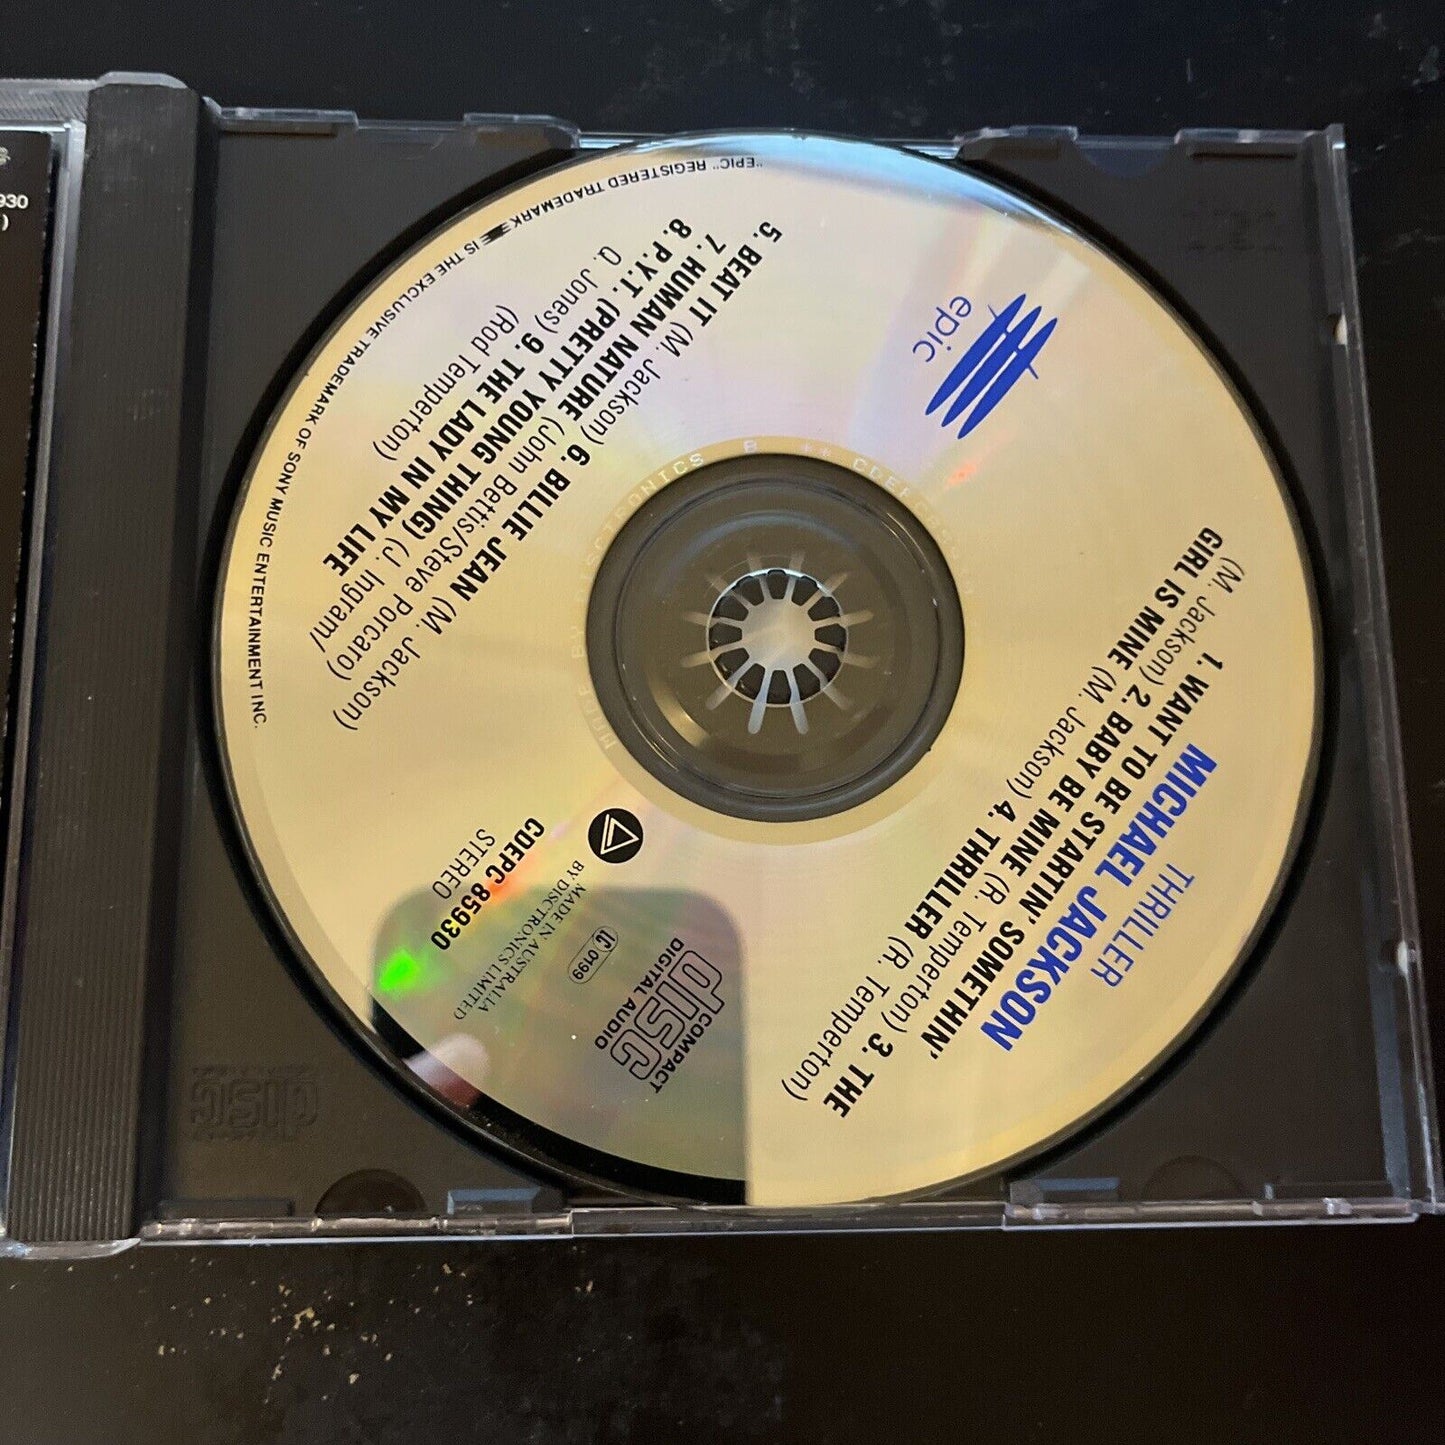 epic
THRILLER
MICHAEL JACKSON
1. WANT TO BE STARTIN' SOMETHIN'
(M. Jackson) 2. BABY BE MINE (R. Temperton) 3. THE
GIRL IS MINE (M. Jackson) 4. THRILLER (R. Temperton)
5. BEAT IT (M. Jackson) 6. BILLIE JEAN (M. Jackson)
7. HUMAN NATURE (John Bettis/Steve Porcaro)
8. P.Y.T. (PRETTY YOUNG THING) (J. Ingram/
Q. Jones) 9. THE LADY IN MY LIFE
(Rod Temperton)
CDEPC 85930
STEREO
MADE IN AUSTRALIA
BY DISCTRONICS LIMITED
LC 0199
COMPACT
disc
DIGITAL AUDIO
"EPIC" REGISTERED TRADEMARK IS THE EXCLUSIVE TRADEMARK OF SONY MUSIC ENTERTAINMENT INC.
disc
930